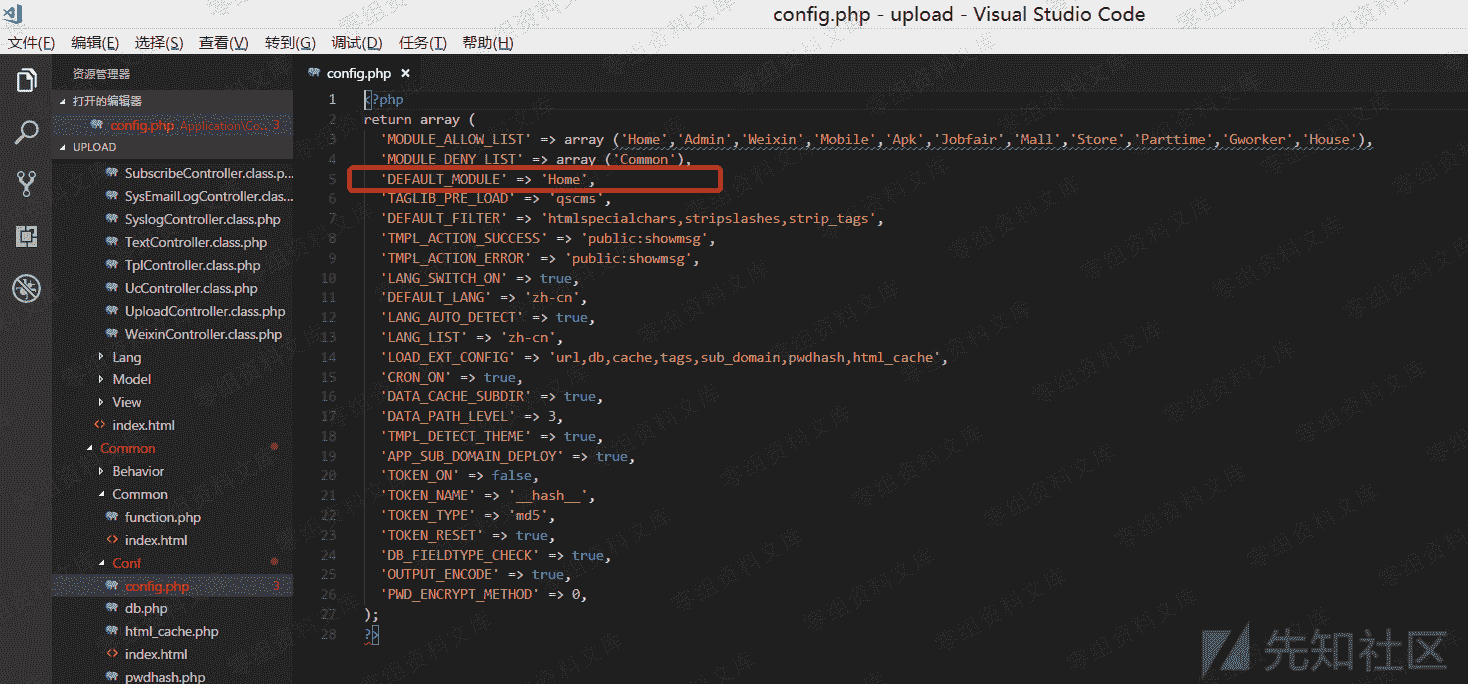 config.php - upload - Visual Studio Code
文件(F) 编辑(E) 选择(S) 查看(V) 转到(G) 调试(D) 任务(T) 帮助(H)
资源管理器
打开的编辑器
config.php Application\Co... 3
UPLOAD
SubscribeController.class.p...
SysEmailLogController.clas...
SyslogController.class.php
TextController.class.php
TplController.class.php
UcController.class.php
UploadController.class.php
WeixinController.class.php
Lang
Model
View
index.html
Common
Behavior
Common
function.php
index.html
Conf
config.php 3
db.php
html_cache.php
index.html
pwdhash.php
config.php ×
1 <?php
2 return array (
3 'MODULE_ALLOW_LIST' => array ('Home','Admin','Weixin','Mobile','Apk','Jobfair','Mall','Store','Parttime','Gworker','House'),
4 'MODULE_DENY_LIST' => array ('Common'),
5 'DEFAULT_MODULE' => 'Home',
6 'TAGLIB_PRE_LOAD' => 'qscms',
7 'DEFAULT_FILTER' => 'htmlspecialchars,stripslashes,strip_tags',
8 'TMPL_ACTION_SUCCESS' => 'public:showmsg',
9 'TMPL_ACTION_ERROR' => 'public:showmsg',
10 'LANG_SWITCH_ON' => true,
11 'DEFAULT_LANG' => 'zh-cn',
12 'LANG_AUTO_DETECT' => true,
13 'LANG_LIST' => 'zh-cn',
14 'LOAD_EXT_CONFIG' => 'url,db,cache,tags,sub_domain,pwdhash,html_cache',
15 'CRON_ON' => true,
16 'DATA_CACHE_SUBDIR' => true,
17 'DATA_PATH_LEVEL' => 3,
18 'TMPL_DETECT_THEME' => true,
19 'APP_SUB_DOMAIN_DEPLOY' => true,
20 'TOKEN_ON' => false,
21 'TOKEN_NAME' => '__hash__',
22 'TOKEN_TYPE' => 'md5',
23 'TOKEN_RESET' => true,
24 'DB_FIELDTYPE_CHECK' => true,
25 'OUTPUT_ENCODE' => true,
26 'PWD_ENCRYPT_METHOD' => 0,
27 );
28 ?>
零组资料文库
先知社区